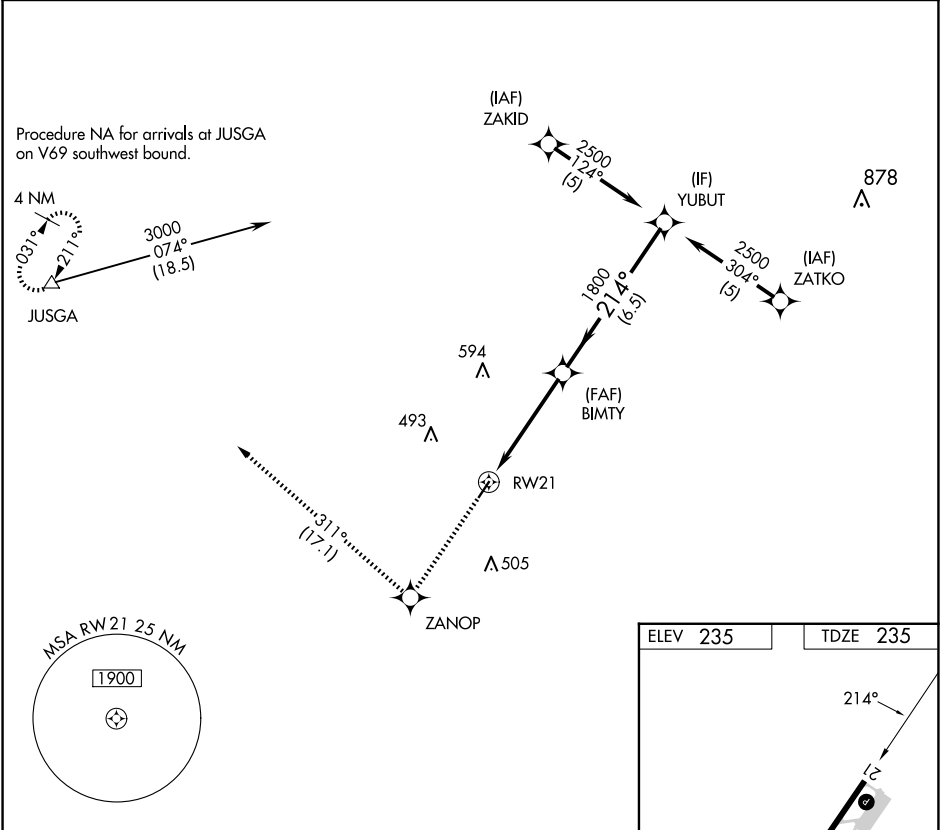 (IAF)
ZAKID
Procedure NA for arrivals at JUSGA
on V69 southwest bound.
2500
124°
(5)
(IF)
YUBUT
878
4 NM
031°
211°
3000
074°
(18.5)
JUSGA
2500
304°
(5)
(IAF)
ZATKO
1800
214°
(6.5)
594
(FAF)
BIMTY
493
RW21
311°
(17.1)
505
ZANOP
MSA RW21 25 NM
1900
ELEV 235
TDZE 235
214°
21
P